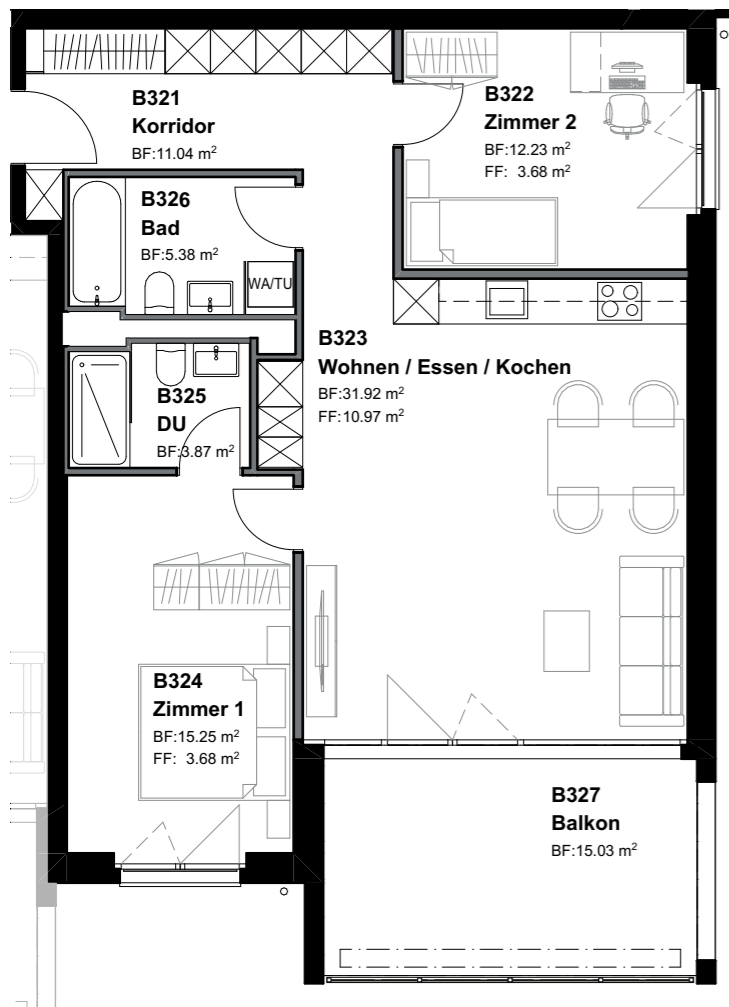 B321
Korridor
BF:11.04 m²
B322
Zimmer 2
BF:12.23 m²
FF: 3.68 m²
B326
Bad
BF:5.38 m²
WA/TU
B323
Wohnen / Essen / Kochen
BF:31.92 m²
FF:10.97 m²
B325
DU
BF:3.87 m²
B324
Zimmer 1
BF:15.25 m²
FF: 3.68 m²
B327
Balkon
BF:15.03 m²